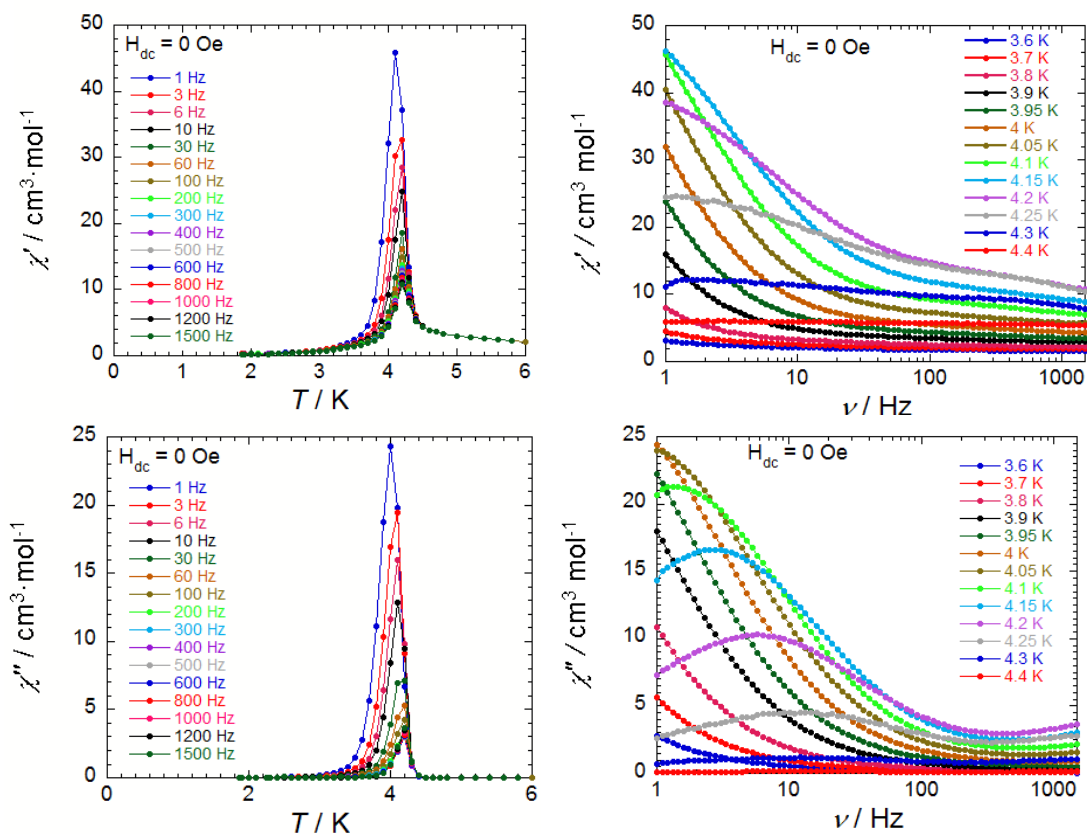 50
40
30
20
10
0
χ′ / cm³·mol⁻¹
H_dc = 0 Oe
1 Hz
3 Hz
6 Hz
10 Hz
30 Hz
60 Hz
100 Hz
200 Hz
300 Hz
400 Hz
500 Hz
600 Hz
800 Hz
1000 Hz
1200 Hz
1500 Hz
0 1 2 3 4 5 6
T / K
50
45
40
35
30
25
20
15
10
5
0
χ′ / cm³ mol⁻¹
H_dc = 0 Oe
3.6 K
3.7 K
3.8 K
3.9 K
3.95 K
4 K
4.05 K
4.1 K
4.15 K
4.2 K
4.25 K
4.3 K
4.4 K
1 10 100 1000
ν / Hz
25
20
15
10
5
0
χ″ / cm³·mol⁻¹
H_dc = 0 Oe
1 Hz
3 Hz
6 Hz
10 Hz
30 Hz
60 Hz
100 Hz
200 Hz
300 Hz
400 Hz
500 Hz
600 Hz
800 Hz
1000 Hz
1200 Hz
1500 Hz
0 1 2 3 4 5 6
T / K
25
20
15
10
5
0
χ″ / cm³ mol⁻¹
H_dc = 0 Oe
3.6 K
3.7 K
3.8 K
3.9 K
3.95 K
4 K
4.05 K
4.1 K
4.15 K
4.2 K
4.25 K
4.3 K
4.4 K
1 10 100 1000
ν / Hz